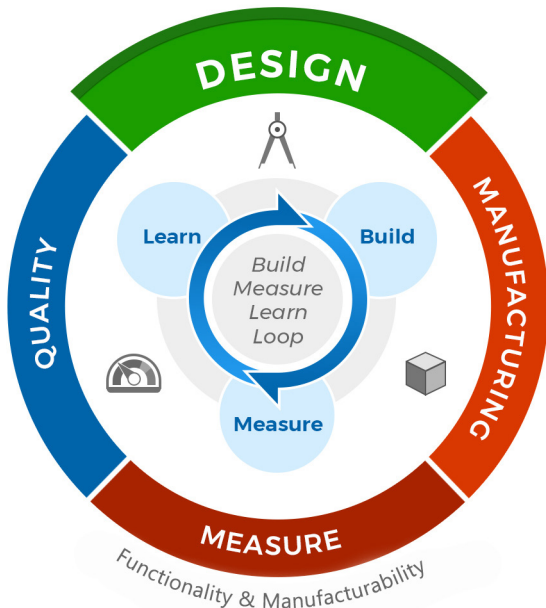 DESIGN
QUALITY
MANUFACTURING
Learn
Build
Build
Measure
Learn
Loop
Measure
MEASURE
Functionality & Manufacturability